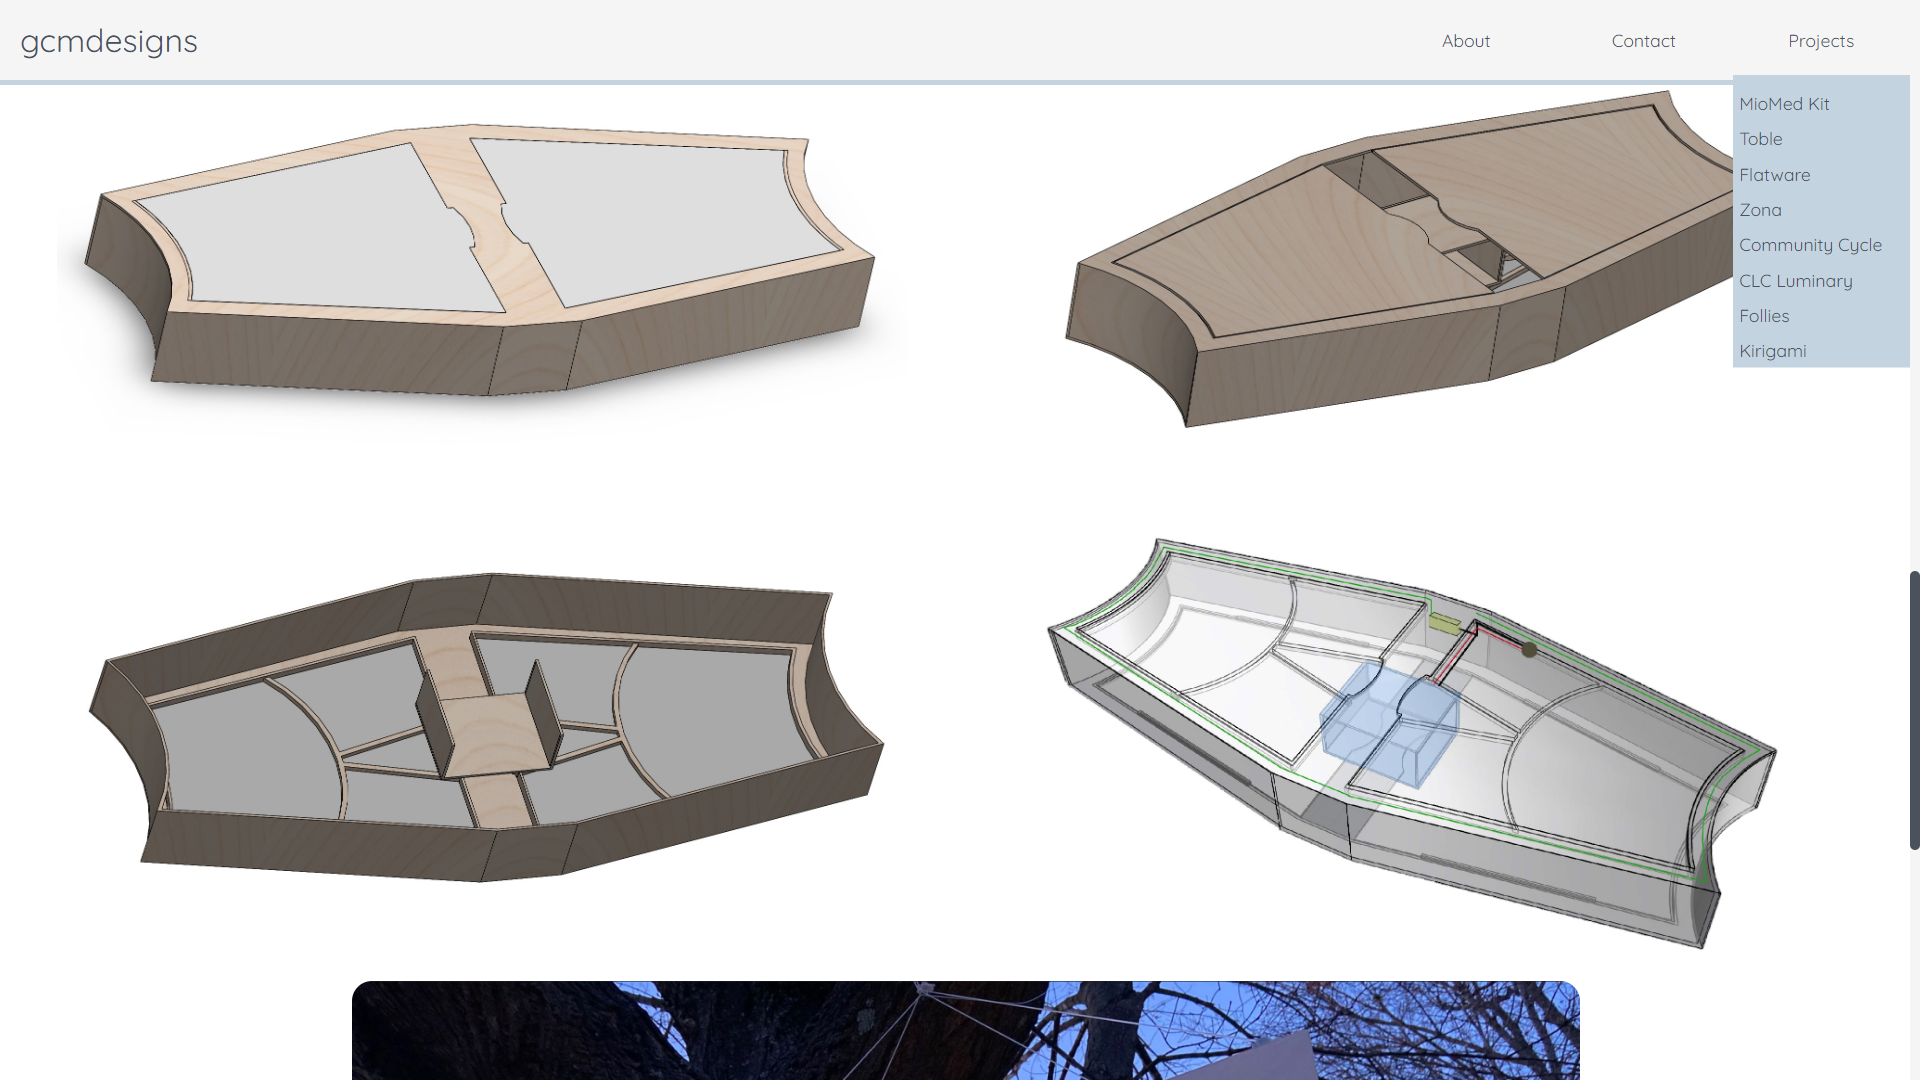 gcmdesigns
About
Contact
Projects
MioMed Kit
Toble
Flatware
Zona
Community Cycle
CLC Luminary
Follies
Kirigami